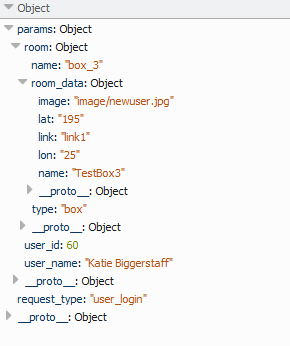 Object
params: Object
room: Object
name: "box_3"
room_data: Object
image: "image/newuser.jpg"
lat: "195"
link: "link1"
lon: "25"
name: "TestBox3"
__proto__: Object
type: "box"
__proto__: Object
user_id: 60
user_name: "Katie Biggerstaff"
__proto__: Object
request_type: "user_login"
__proto__: Object